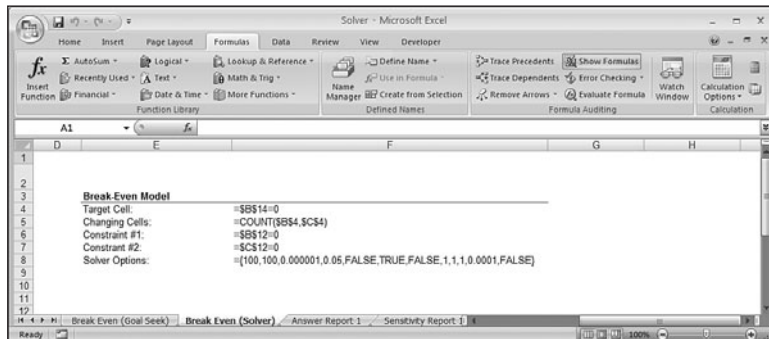 Solver - Microsoft Excel
Home Insert Page Layout Formulas Data Review View Developer
fx
Insert Function
Σ AutoSum
Recently Used
Financial
Logical
Text
Date & Time
Lookup & Reference
Math & Trig
More Functions
Function Library
Name Manager
Define Name
Use in Formula
Create from Selection
Defined Names
Trace Precedents
Trace Dependents
Remove Arrows
Show Formulas
Error Checking
Evaluate Formula
Formula Auditing
Watch Window
Calculation Options
Calculation
A1 fx
D E F G H
1
2
3 Break-Even Model
4 Target Cell: =$B$14=0
5 Changing Cells: =COUNT($B$4,$C$4)
6 Constraint #1: =$B$12=0
7 Constrant #2: =$C$12=0
8 Solver Options: ={100,100,0.000001,0.05,FALSE,TRUE,FALSE,1,1,1,0.0001,FALSE}
9
10
11
12
Break Even (Goal Seek) Break Even (Solver) Answer Report 1 Sensitivity Report 1
Ready 100%